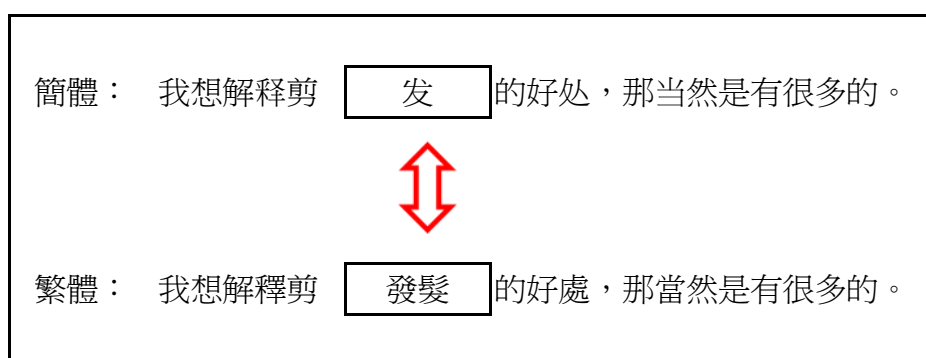 簡體： 我想解释剪 发 的好处，那当然是有很多的。
繁體： 我想解釋剪 發髮 的好處，那當然是有很多的。